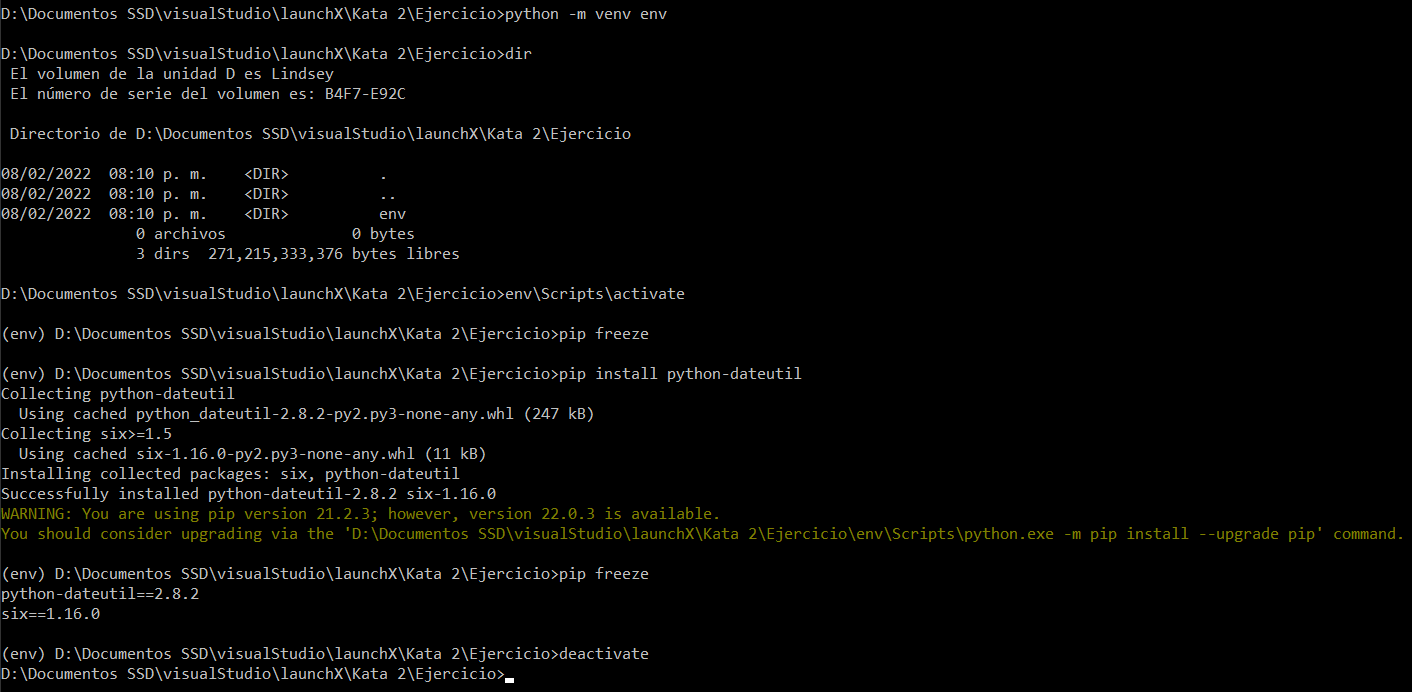 D:\Documentos SSD\visualStudio\launchX\Kata 2\Ejercicio>python -m venv env
D:\Documentos SSD\visualStudio\launchX\Kata 2\Ejercicio>dir
 El volumen de la unidad D es Lindsey
 El número de serie del volumen es: B4F7-E92C
 Directorio de D:\Documentos SSD\visualStudio\launchX\Kata 2\Ejercicio
08/02/2022  08:10 p. m.    <DIR>          .
08/02/2022  08:10 p. m.    <DIR>          ..
08/02/2022  08:10 p. m.    <DIR>          env
               0 archivos              0 bytes
               3 dirs  271,215,333,376 bytes libres
D:\Documentos SSD\visualStudio\launchX\Kata 2\Ejercicio>env\Scripts\activate
(env) D:\Documentos SSD\visualStudio\launchX\Kata 2\Ejercicio>pip freeze
(env) D:\Documentos SSD\visualStudio\launchX\Kata 2\Ejercicio>pip install python-dateutil
Collecting python-dateutil
  Using cached python_dateutil-2.8.2-py2.py3-none-any.whl (247 kB)
Collecting six>=1.5
  Using cached six-1.16.0-py2.py3-none-any.whl (11 kB)
Installing collected packages: six, python-dateutil
Successfully installed python-dateutil-2.8.2 six-1.16.0
WARNING: You are using pip version 21.2.3; however, version 22.0.3 is available.
You should consider upgrading via the 'D:\Documentos SSD\visualStudio\launchX\Kata 2\Ejercicio\env\Scripts\python.exe -m pip install --upgrade pip' command.
(env) D:\Documentos SSD\visualStudio\launchX\Kata 2\Ejercicio>pip freeze
python-dateutil==2.8.2
six==1.16.0
(env) D:\Documentos SSD\visualStudio\launchX\Kata 2\Ejercicio>deactivate
D:\Documentos SSD\visualStudio\launchX\Kata 2\Ejercicio>